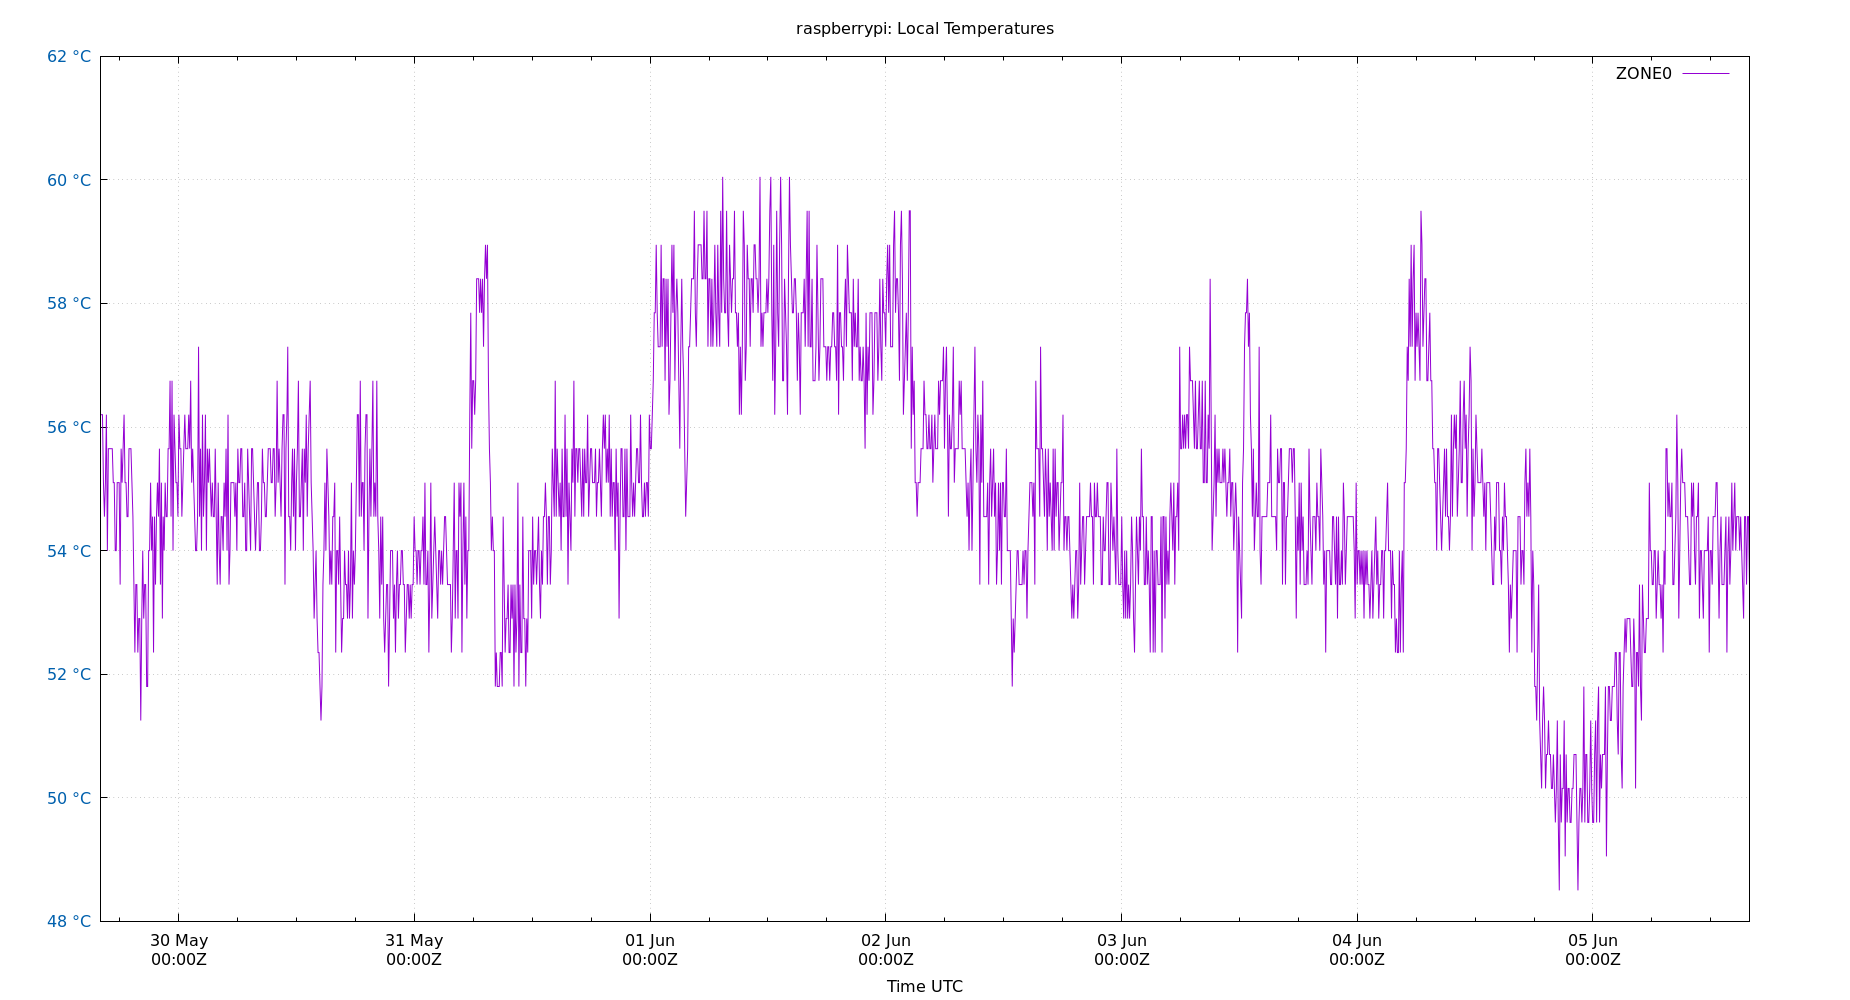 raspberrypi: Local Temperatures
62 °C
ZONE0
60 °C
58 °C
56 °C
54 °C
52 °C
50 °C
48 °C
30 May 31 May 01 Jun 02 Jun 03 Jun 04 Jun 05 Jun
00:00Z 00:00Z 00:00Z 00:00Z 00:00Z 00:00Z 00:00Z
Time UTC